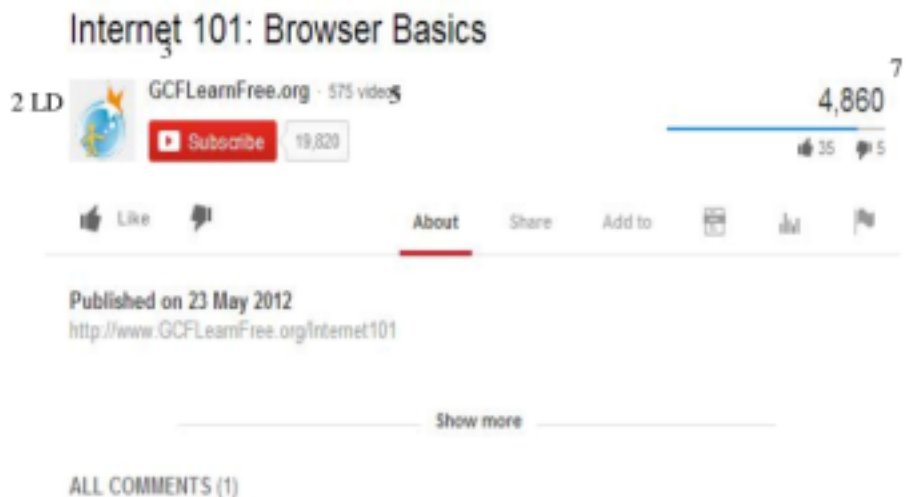 Internet 101: Browser Basics
3
7
2 LD
GCFLearnFree.org · 575 videos
5
4,860
Subscribe 19,820
35 5
Like
About Share Add to
Published on 23 May 2012
http://www.GCFLearnFree.org/Internet101
Show more
ALL COMMENTS (1)